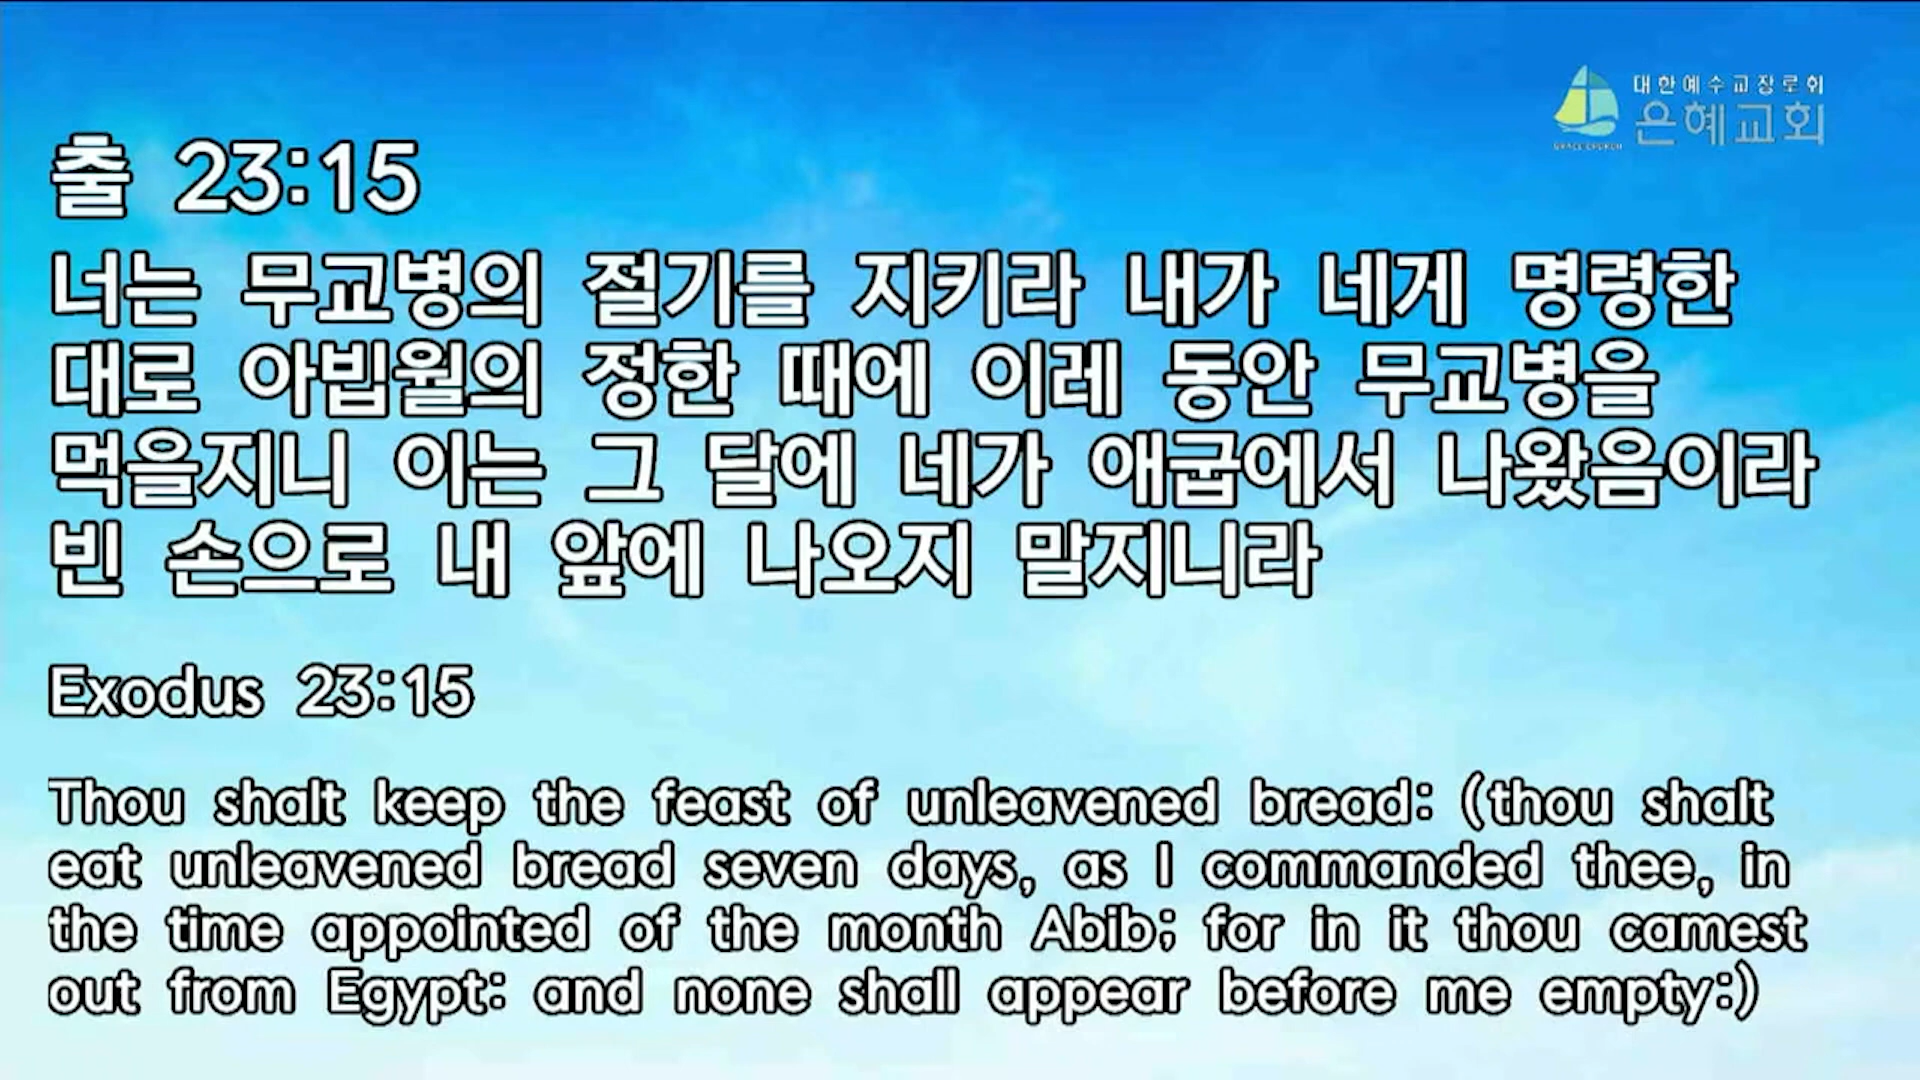 대한예수교장로회
은혜교회
GRACE CHURCH
출 23:15
너는 무교병의 절기를 지키라 내가 네게 명령한
대로 아빕월의 정한 때에 이레 동안 무교병을
먹을지니 이는 그 달에 네가 애굽에서 나왔음이라
빈 손으로 내 앞에 나오지 말지니라
Exodus 23:15
Thou shalt keep the feast of unleavened bread: (thou shalt
eat unleavened bread seven days, as I commanded thee, in
the time appointed of the month Abib; for in it thou camest
out from Egypt: and none shall appear before me empty:)